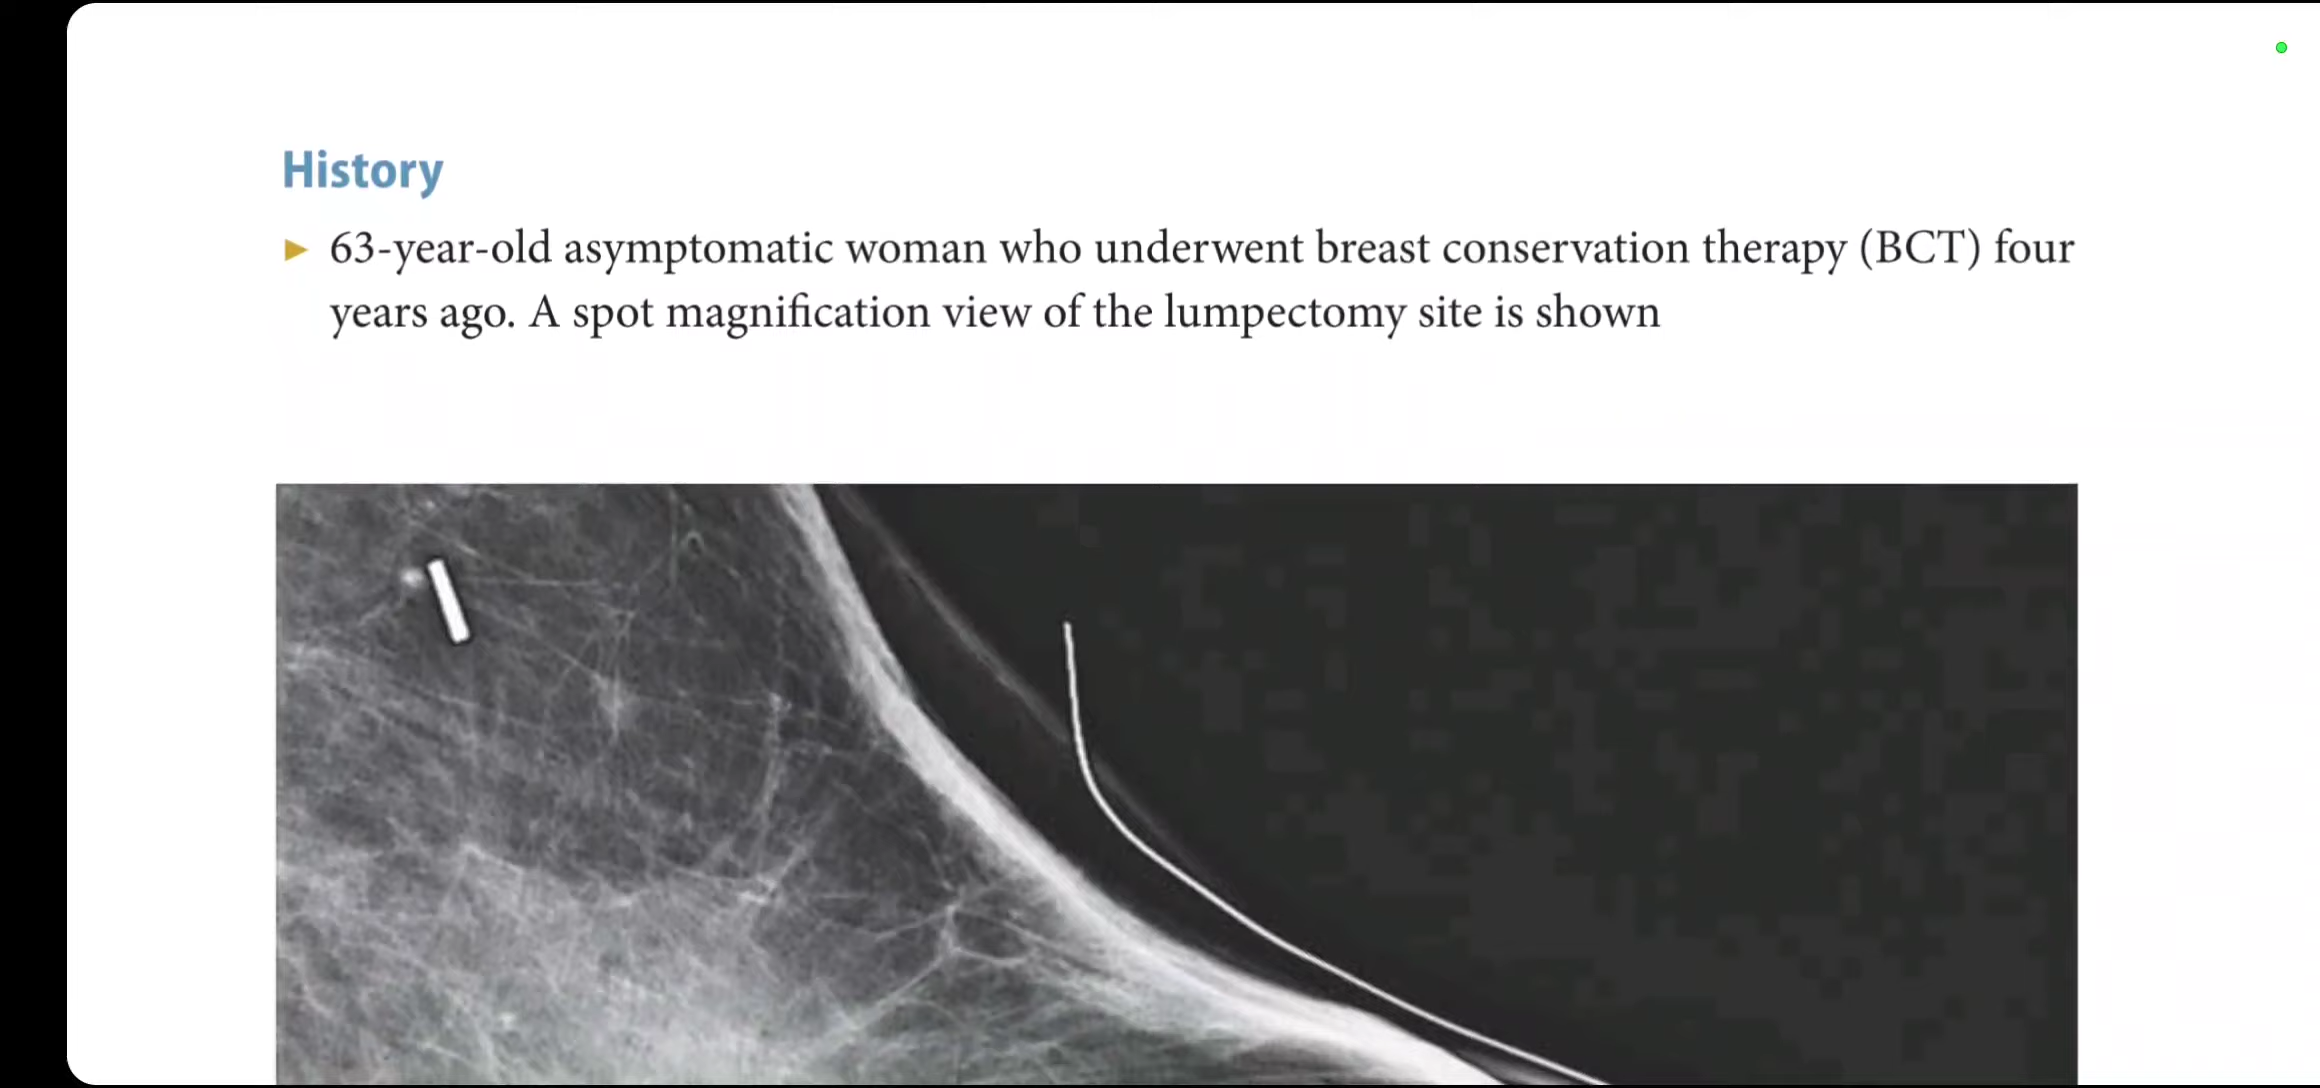 History
► 63-year-old asymptomatic woman who underwent breast conservation therapy (BCT) four
years ago. A spot magnification view of the lumpectomy site is shown